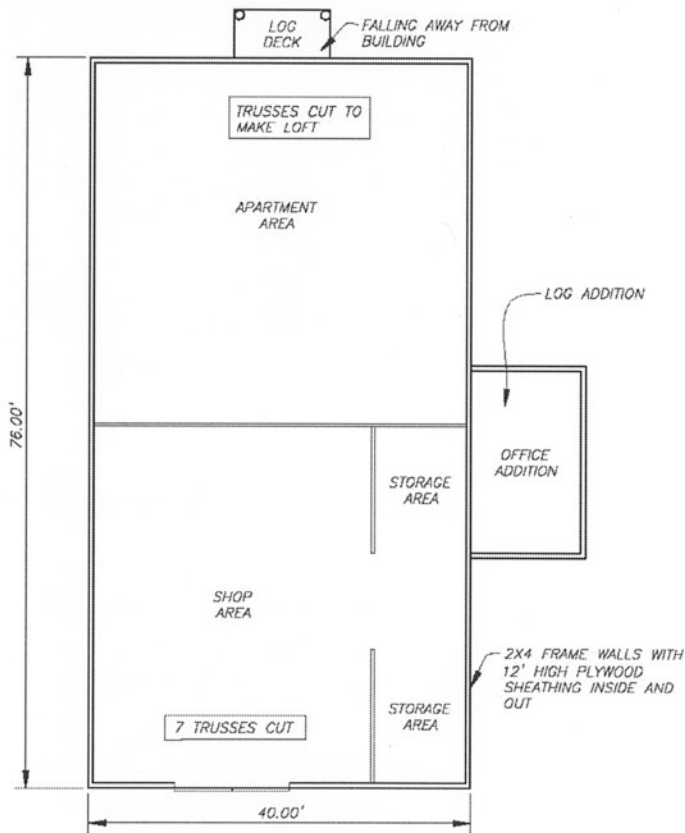 LOG
DECK
FALLING AWAY FROM
BUILDING
TRUSSES CUT TO
MAKE LOFT
APARTMENT
AREA
LOG ADDITION
76.00'
OFFICE
ADDITION
STORAGE
AREA
SHOP
AREA
2X4 FRAME WALLS WITH
12' HIGH PLYWOOD
SHEATHING INSIDE AND
OUT
STORAGE
AREA
7 TRUSSES CUT
40.00'